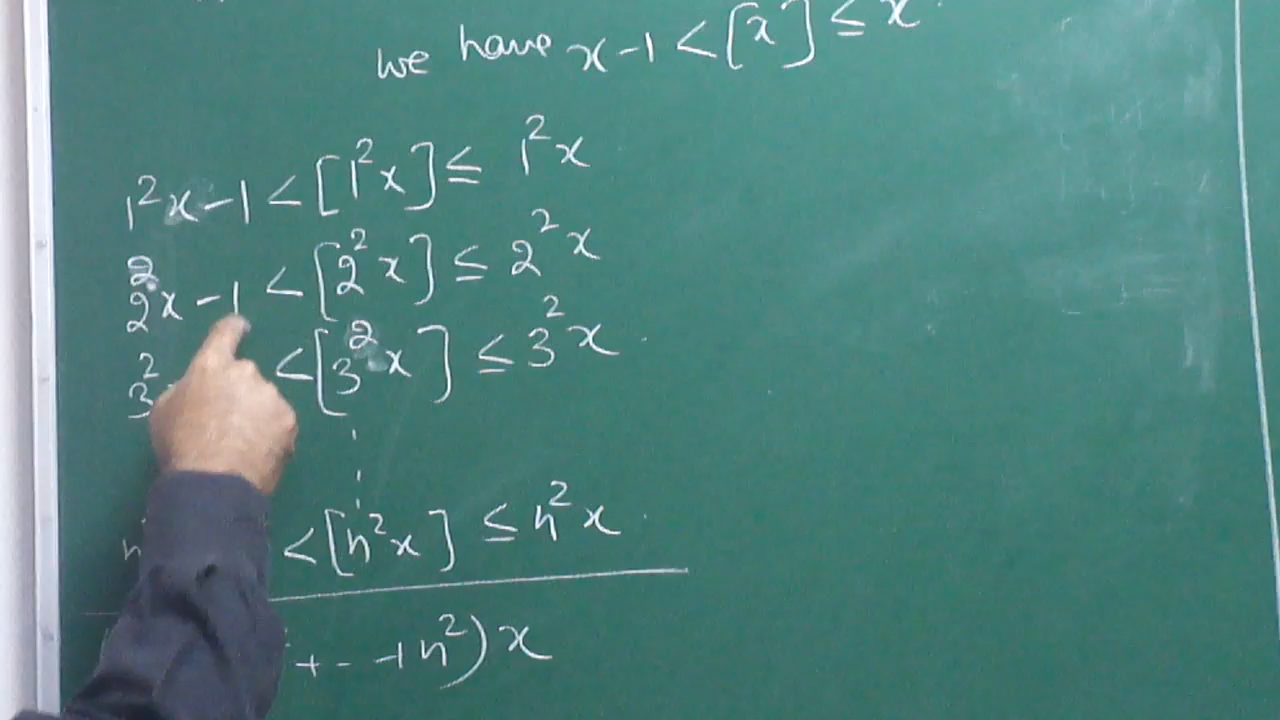 we have x-1 < [x] ≤ x
1²x-1 < [1²x] ≤ 1²x
2²x-1 < [2²x] ≤ 2²x
3² < [3²x] ≤ 3²x
⋮
n < [n²x] ≤ n²x
+ - - + n²)x